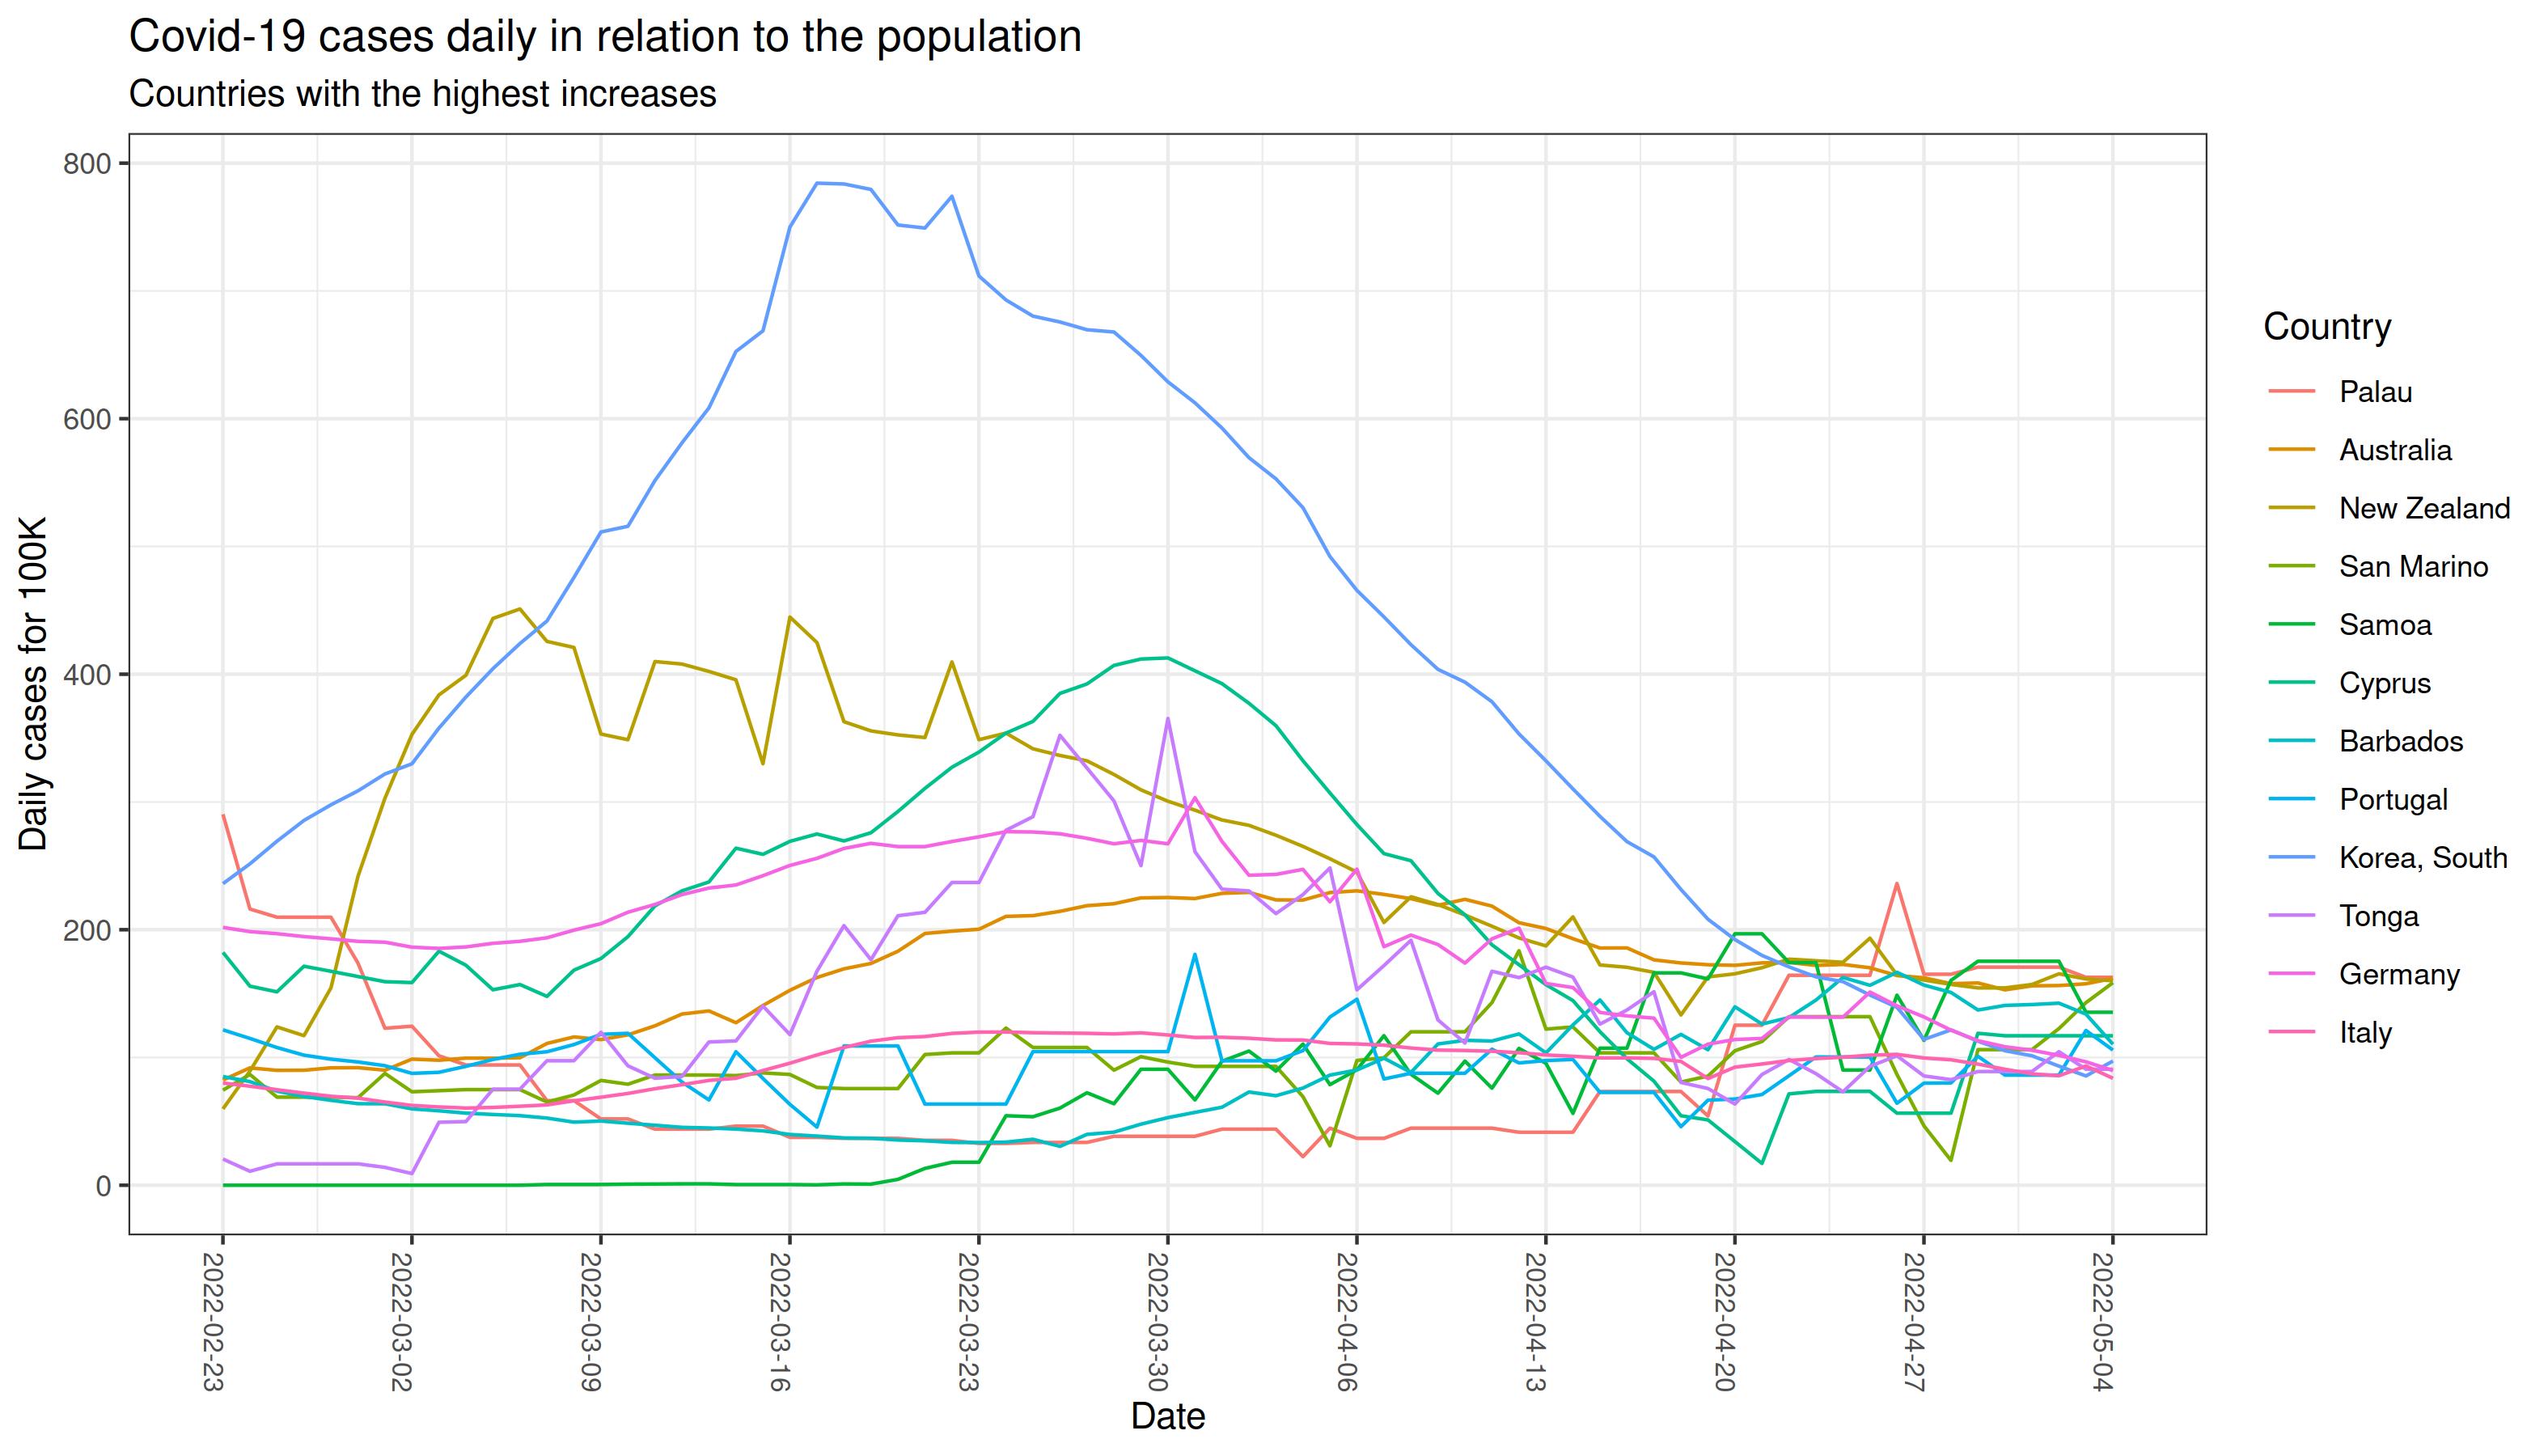 Covid-19 cases daily in relation to the population
Countries with the highest increases
Daily cases for 100K
800
600
400
200
0
2022-02-23
2022-03-02
2022-03-09
2022-03-16
2022-03-23
2022-03-30
2022-04-06
2022-04-13
2022-04-20
2022-04-27
2022-05-04
Date
Country
Palau
Australia
New Zealand
San Marino
Samoa
Cyprus
Barbados
Portugal
Korea, South
Tonga
Germany
Italy